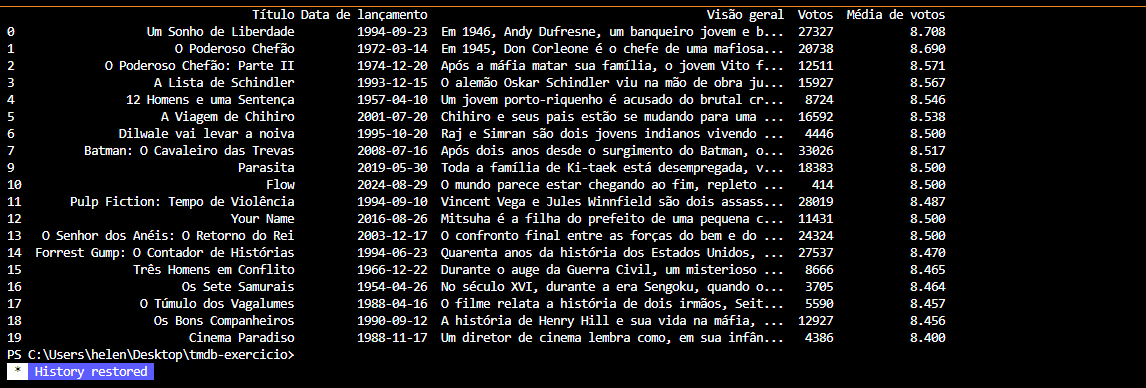 Título Data de lançamento Visão geral Votos Média de votos
0 Um Sonho de Liberdade 1994-09-23 Em 1946, Andy Dufresne, um banqueiro jovem e b... 27327 8.708
1 O Poderoso Chefão 1972-03-14 Em 1945, Don Corleone é o chefe de uma mafiosa... 20738 8.690
2 O Poderoso Chefão: Parte II 1974-12-20 Após a máfia matar sua família, o jovem Vito f... 12511 8.571
3 A Lista de Schindler 1993-12-15 O alemão Oskar Schindler viu na mão de obra ju... 15927 8.567
4 12 Homens e uma Sentença 1957-04-10 Um jovem porto-riquenho é acusado do brutal cr... 8724 8.546
5 A Viagem de Chihiro 2001-07-20 Chihiro e seus pais estão se mudando para uma ... 16592 8.538
6 Dilwale vai levar a noiva 1995-10-20 Raj e Simran são dois jovens indianos vivendo ... 4446 8.500
7 Batman: O Cavaleiro das Trevas 2008-07-16 Após dois anos desde o surgimento do Batman, o... 33026 8.517
9 Parasita 2019-05-30 Toda a família de Ki-taek está desempregada, v... 18383 8.500
10 Flow 2024-08-29 O mundo parece estar chegando ao fim, repleto ... 414 8.500
11 Pulp Fiction: Tempo de Violência 1994-09-10 Vincent Vega e Jules Winnfield são dois assass... 28019 8.487
12 Your Name 2016-08-26 Mitsuha é a filha do prefeito de uma pequena c... 11431 8.500
13 O Senhor dos Anéis: O Retorno do Rei 2003-12-17 O confronto final entre as forças do bem e do ... 24324 8.500
14 Forrest Gump: O Contador de Histórias 1994-06-23 Quarenta anos da história dos Estados Unidos, ... 27537 8.470
15 Três Homens em Conflito 1966-12-22 Durante o auge da Guerra Civil, um misterioso ... 8666 8.465
16 Os Sete Samurais 1954-04-26 No século XVI, durante a era Sengoku, quando o... 3705 8.464
17 O Túmulo dos Vagalumes 1988-04-16 O filme relata a história de dois irmãos, Seit... 5590 8.457
18 Os Bons Companheiros 1990-09-12 A história de Henry Hill e sua vida na máfia, ... 12927 8.456
19 Cinema Paradiso 1988-11-17 Um diretor de cinema lembra como, em sua infân... 4386 8.400
PS C:\Users\helen\Desktop\tmdb-exercicio>
* History restored